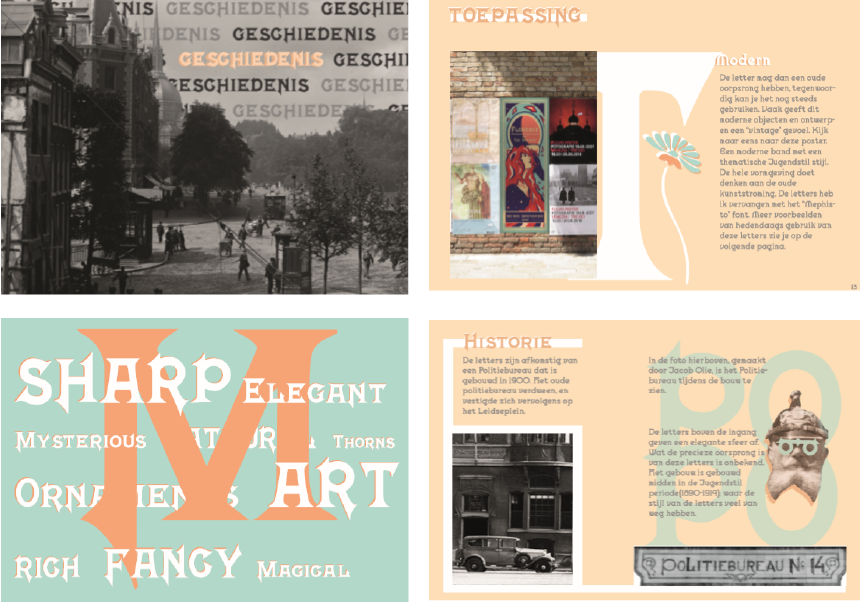 GESCHIEDENIS GESCHIE
GESCHIEDENIS GESCHIE
GESCHIEDENIS GESCHIEDENIS
GESCHIEDENIS GESCHI
GESCHIEDENIS GESCHIE
GESCHIEDENIS
TOEPASSING
Modern
De letter mag dan een oude
oorpsrong hebben, tegenwoor-
dig kan je het nog steeds
gebruiken. Vaak geeft dit
moderne objecten en ontwerp-
en een "vintage" gevoel. Kijk
maar eens naar deze poster.
Een moderne band met een
thematische Jugendstil stijl.
De hele vormgeving doet
denken aan de oude
kunststroming. De letters heb
ik vervangen met het "Mephis-
to" font. Meer voorbeelden
van hedendaags gebruik van
deze letters zie je op de
volgende pagina.
13
SHARP ELEGANT
MYSTERIOUS THORNS
ART
RICH FANCY MAGICAL
HISTORIE
De letters zijn afkomstig van
een Politiebureau dat is
gebouwd in 1900. Het oude
politiebureau verdween, en
vestigde zich vervolgens op
het Leidseplein.
In de foto hierboven, gemaakt
door Jacob Olie, is het Politie-
bureau tijdens de bouw te
zien.
De letters boven de ingang
geven een elegante sfeer af.
Wat de precieze oorsprong is
van deze letters is onbekend.
Het gebouw is gebouwd
midden in de Jugendstil
periode(1890-1914), waar de
stijl van de letters veel van
weg hebben.
PO
PO
POLITIEBUREAU No 14.